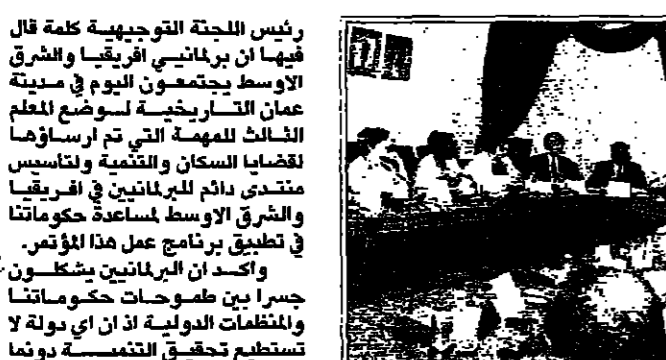 رئيس اللجنة التوجيهية كلمة قال
فيها ان برلمانيي افريقيا والشرق
الاوسط يجتمعون اليوم في مدينة
عمان التاريخية لوضع المعلم
الثالث للمهمة التي تم ارساؤها
لقضايا السكان والتنمية ولتأسيس
منتدى دائم للبرلمانيين في افريقيا
والشرق الاوسط لمساعدة حكوماتنا
في تطبيق برنامج عمل هذا المؤتمر.
واكد ان البرلمانيين يشكلون
جسرا بين طموحات حكوماتنا
والمنظمات الدولية اذ ان اي دولة لا
تستطيع تحقيق التنمية دونما